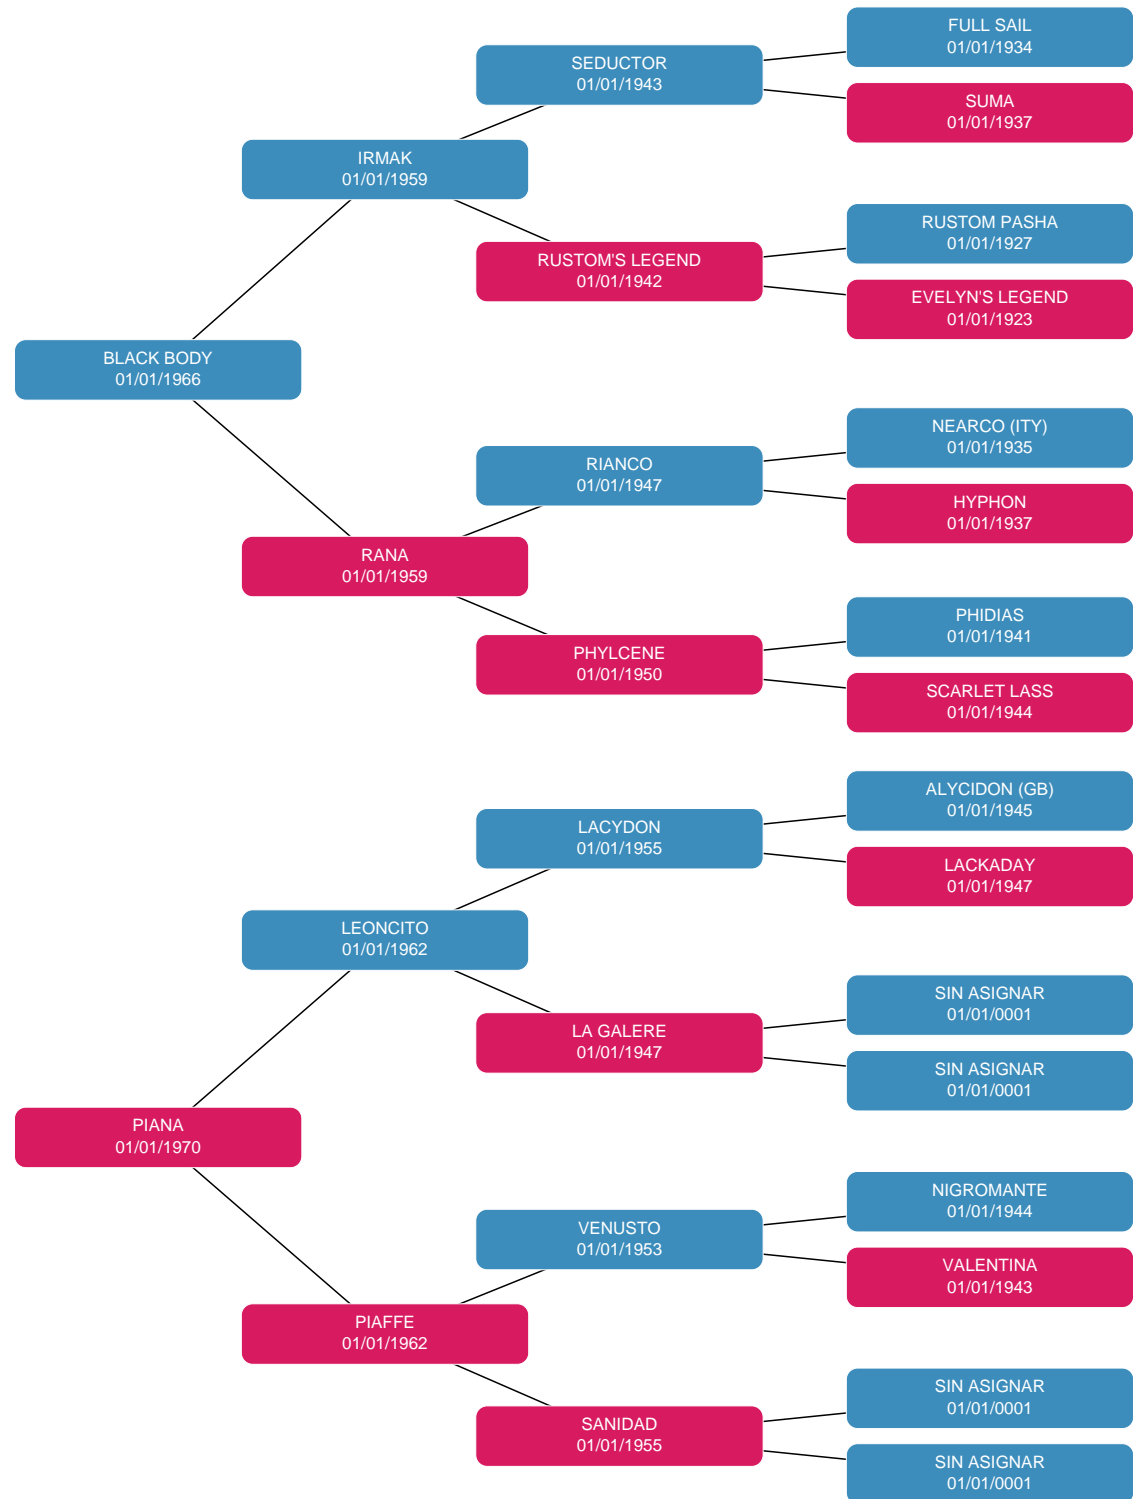 FULL SAIL
01/01/1934
SEDUCTOR
01/01/1943
SUMA
01/01/1937
IRMAK
01/01/1959
RUSTOM PASHA
01/01/1927
RUSTOM'S LEGEND
01/01/1942
EVELYN'S LEGEND
01/01/1923
BLACK BODY
01/01/1966
NEARCO (ITY)
01/01/1935
RIANCO
01/01/1947
HYPHON
01/01/1937
RANA
01/01/1959
PHIDIAS
01/01/1941
PHYLCENE
01/01/1950
SCARLET LASS
01/01/1944
ALYCIDON (GB)
01/01/1945
LACYDON
01/01/1955
LACKADAY
01/01/1947
LEONCITO
01/01/1962
SIN ASIGNAR
01/01/0001
LA GALERE
01/01/1947
SIN ASIGNAR
01/01/0001
PIANA
01/01/1970
NIGROMANTE
01/01/1944
VENUSTO
01/01/1953
VALENTINA
01/01/1943
PIAFFE
01/01/1962
SIN ASIGNAR
01/01/0001
SANIDAD
01/01/1955
SIN ASIGNAR
01/01/0001